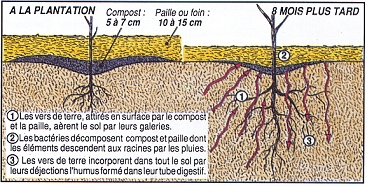 A LA PLANTATION
Compost :
5 à 7 cm
Paille ou foin :
10 à 15 cm
8 MOIS PLUS TARD
2
1
3
1 Les vers de terre, attirés en surface par le compost
et la paille, aèrent le sol par leurs galeries.
2 Les bactéries décomposent compost et paille dont
les éléments descendent aux racines par les pluies.
3 Les vers de terre incorporent dans tout le sol par
leurs déjections l'humus formé dans leur tube digestif.